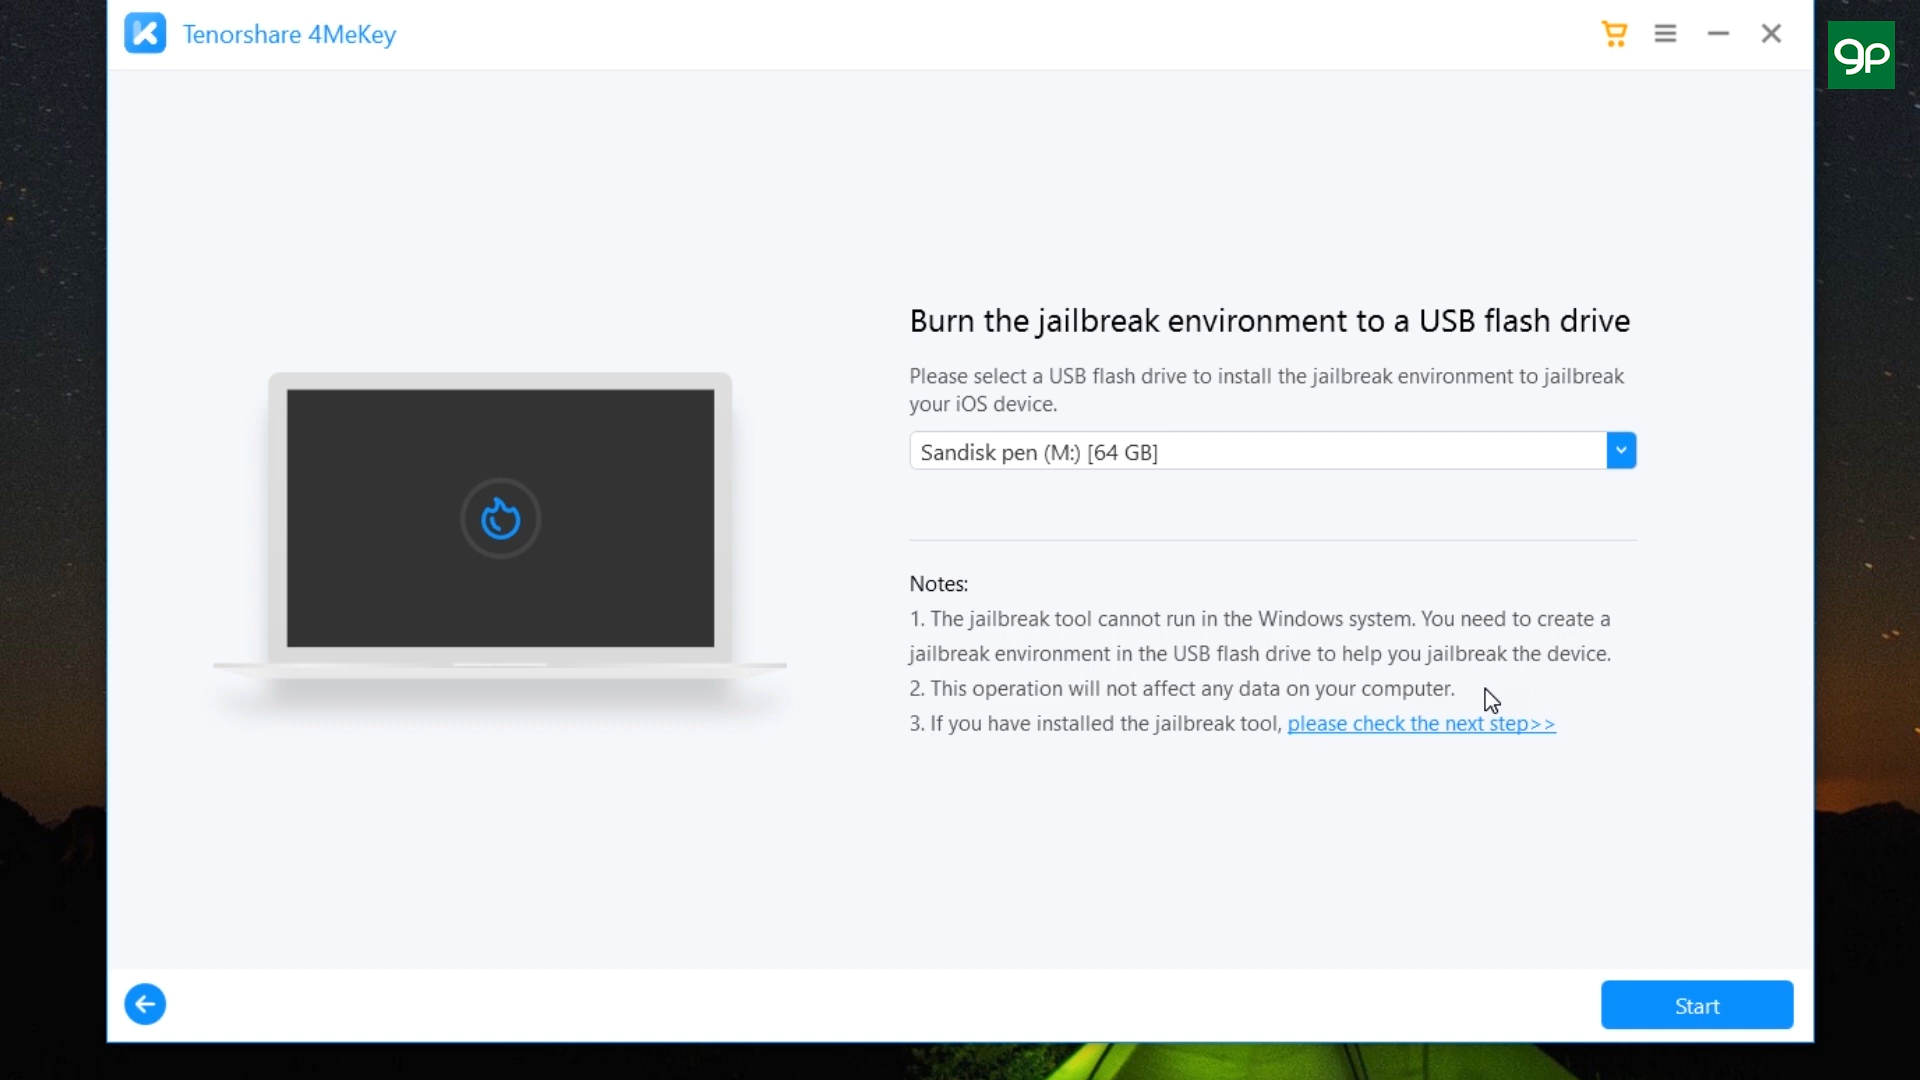 Tenorshare 4MeKey
gp
Burn the jailbreak environment to a USB flash drive
Please select a USB flash drive to install the jailbreak environment to jailbreak
your iOS device.
Sandisk pen (M:) [64 GB]
Notes:
1. The jailbreak tool cannot run in the Windows system. You need to create a
jailbreak environment in the USB flash drive to help you jailbreak the device.
2. This operation will not affect any data on your computer.
3. If you have installed the jailbreak tool, please check the next step>>
Start